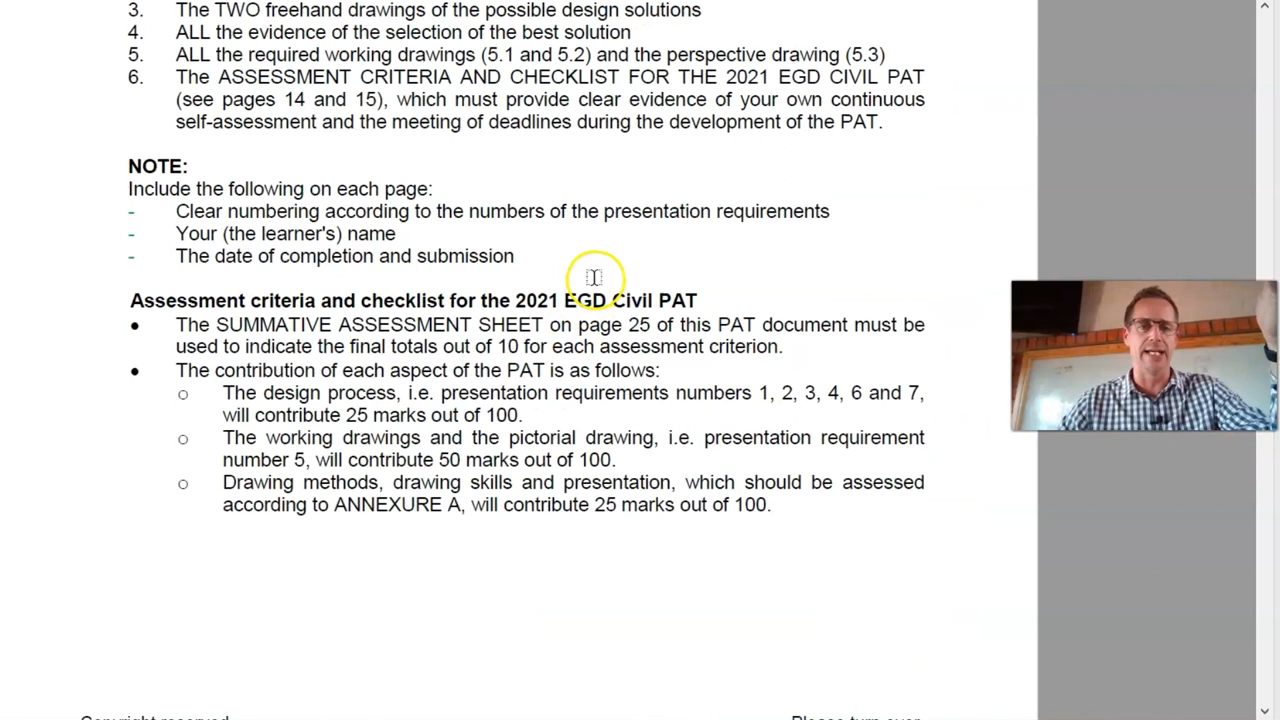 3. The TWO freehand drawings of the possible design solutions
4. ALL the evidence of the selection of the best solution
5. ALL the required working drawings (5.1 and 5.2) and the perspective drawing (5.3)
6. The ASSESSMENT CRITERIA AND CHECKLIST FOR THE 2021 EGD CIVIL PAT
(see pages 14 and 15), which must provide clear evidence of your own continuous
self-assessment and the meeting of deadlines during the development of the PAT.
NOTE:
Include the following on each page:
- Clear numbering according to the numbers of the presentation requirements
- Your (the learner's) name
- The date of completion and submission
Assessment criteria and checklist for the 2021 EGD Civil PAT
• The SUMMATIVE ASSESSMENT SHEET on page 25 of this PAT document must be
used to indicate the final totals out of 10 for each assessment criterion.
• The contribution of each aspect of the PAT is as follows:
o The design process, i.e. presentation requirements numbers 1, 2, 3, 4, 6 and 7,
will contribute 25 marks out of 100.
o The working drawings and the pictorial drawing, i.e. presentation requirement
number 5, will contribute 50 marks out of 100.
o Drawing methods, drawing skills and presentation, which should be assessed
according to ANNEXURE A, will contribute 25 marks out of 100.
Copyright reserved Please turn over